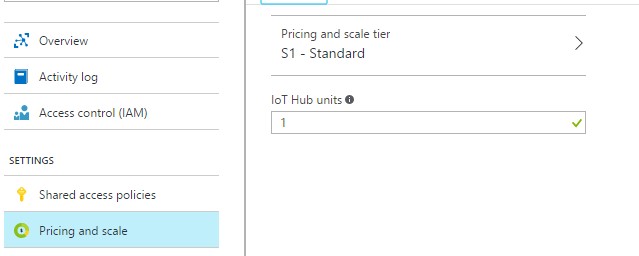 Overview
Activity log
Access control (IAM)
SETTINGS
Shared access policies
Pricing and scale
Pricing and scale tier
S1 - Standard
IoT Hub units
1